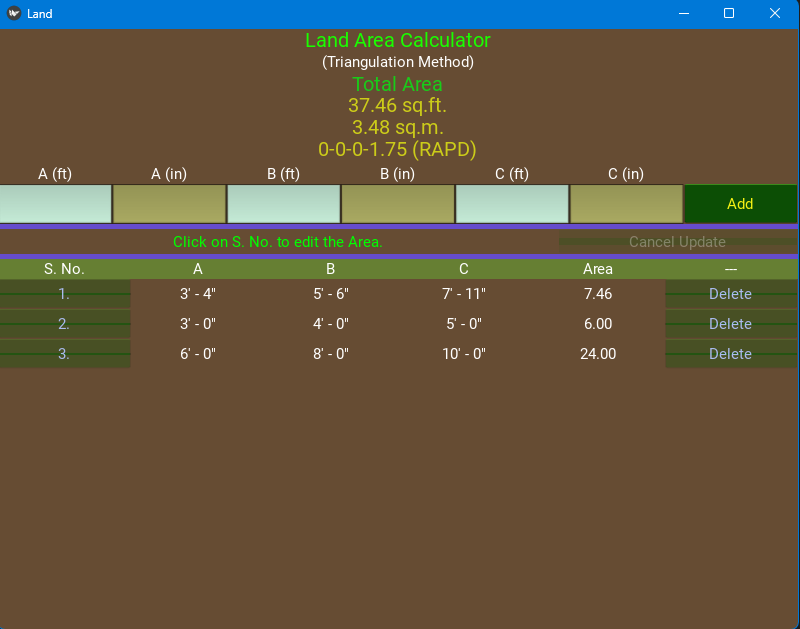 Land
Land Area Calculator
(Triangulation Method)
Total Area
37.46 sq.ft.
3.48 sq.m.
0-0-0-1.75 (RAPD)
A (ft) A (in) B (ft) B (in) C (ft) C (in)
Add
Click on S. No. to edit the Area. Cancel Update
S. No. A B C Area ---
1. 3' - 4" 5' - 6" 7' - 11" 7.46 Delete
2. 3' - 0" 4' - 0" 5' - 0" 6.00 Delete
3. 6' - 0" 8' - 0" 10' - 0" 24.00 Delete